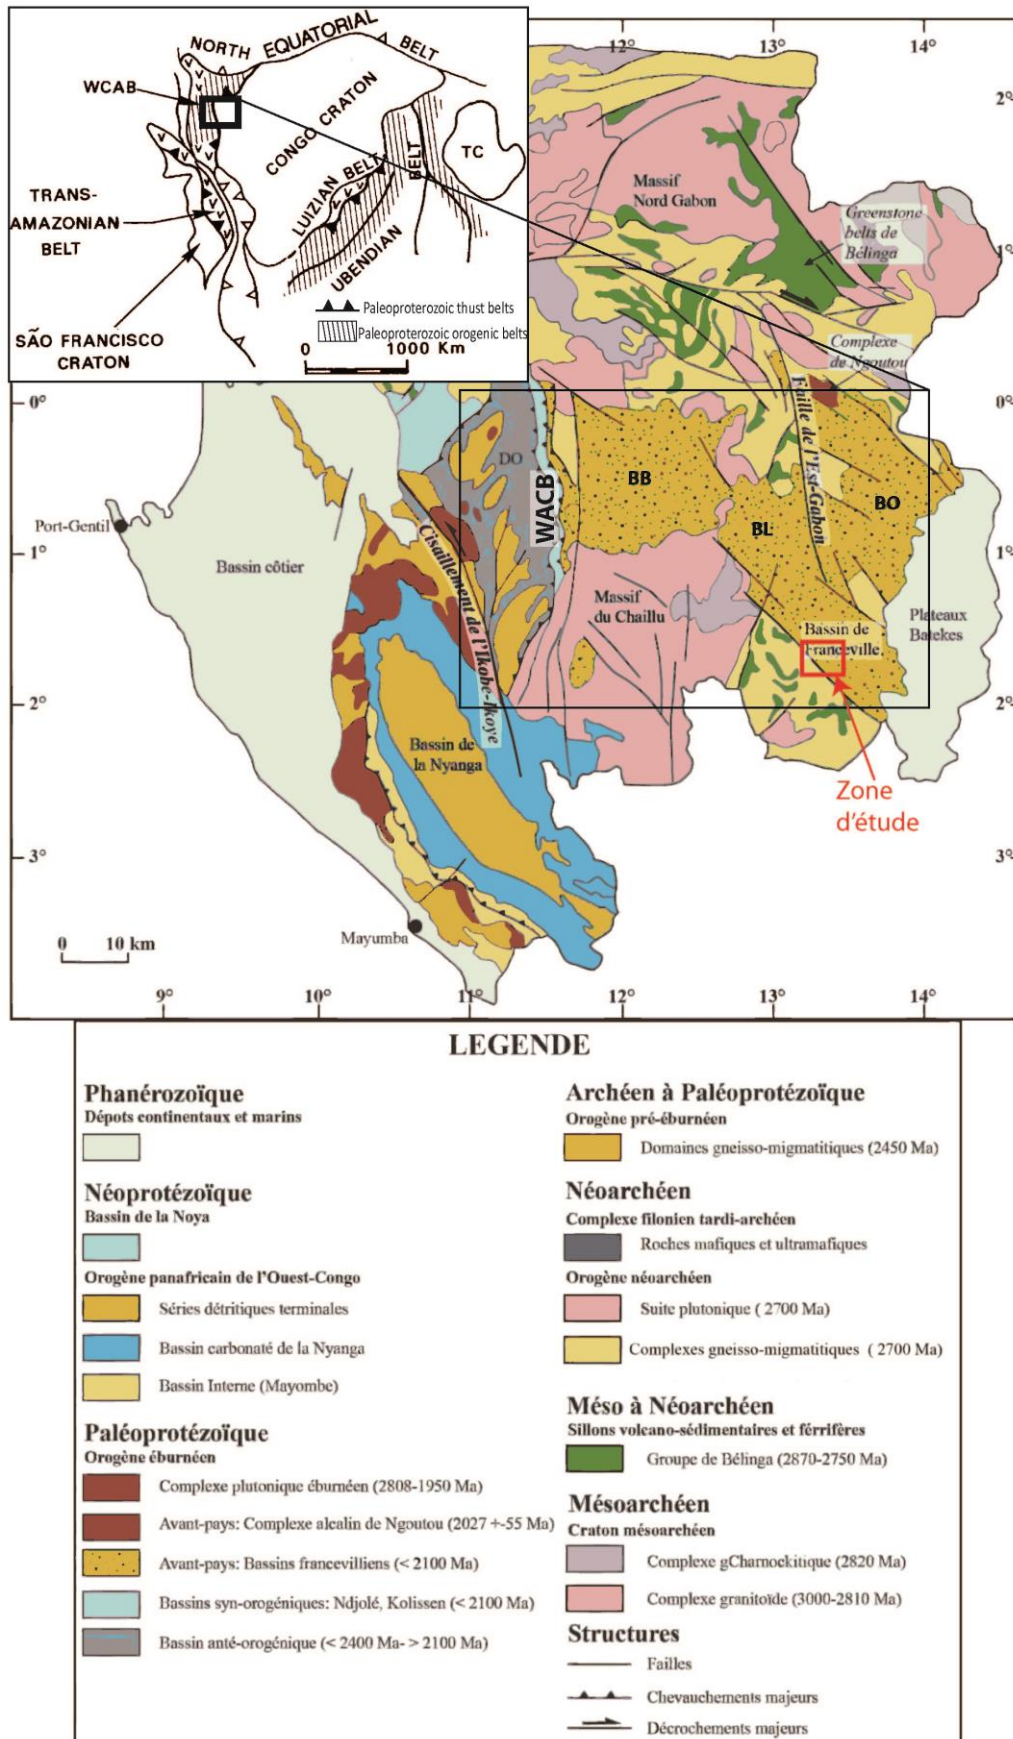 NORTH EQUATORIAL BELT
WCAB
CONGO CRATON
TC
BELT
LUIZIAN BELT
UBENDIAN
TRANS-
AMAZONIAN
BELT
SÃO FRANCISCO
CRATON
Paleoproterozoic thust belts
Paleoproterozoic orogenic belts
0 1000 Km
12° 13° 14°
2°
Massif
Nord Gabon
Greenstone
belts de
Bélinga
1°
Complexe
de Ngoutou
0° 0°
Faille de l'Est-Gabon
DO
WACB
BB
BL
BO
Port-Gentil
1° 1°
Bassin côtier
Cisaillement de l'Ikobe-Ikoye
Massif
du Chaillu
Plateaux
Batekes
Bassin de
Franceville
2° 2°
Bassin de
la Nyanga
Zone
d'étude
3° 3°
Mayumba
0 10 km
9° 10° 11° 12° 13° 14°
LEGENDE
Phanérozoïque
Dépots continentaux et marins
Néoprotézoïque
Bassin de la Noya
Orogène panafricain de l'Ouest-Congo
Séries détritiques terminales
Bassin carbonaté de la Nyanga
Bassin Interne (Mayombe)
Paléoprotézoïque
Orogène éburnéen
Complexe plutonique éburnéen (2808-1950 Ma)
Avant-pays: Complexe alcalin de Ngoutou (2027 +-55 Ma)
Avant-pays: Bassins francevilliens (< 2100 Ma)
Bassins syn-orogéniques: Ndjolé, Kolissen (< 2100 Ma)
Bassin anté-orogénique (< 2400 Ma- > 2100 Ma)
Archéen à Paléoprotézoïque
Orogène pré-éburnéen
Domaines gneisso-migmatitiques (2450 Ma)
Néoarchéen
Complexe filonien tardi-archéen
Roches mafiques et ultramafiques
Orogène néoarchéen
Suite plutonique ( 2700 Ma)
Complexes gneisso-migmatitiques ( 2700 Ma)
Méso à Néoarchéen
Sillons volcano-sédimentaires et férrifères
Groupe de Bélinga (2870-2750 Ma)
Mésoarchéen
Craton mésoarchéen
Complexe gCharnockitique (2820 Ma)
Complexe granitoïde (3000-2810 Ma)
Structures
Failles
Chevauchements majeurs
Décrochements majeurs